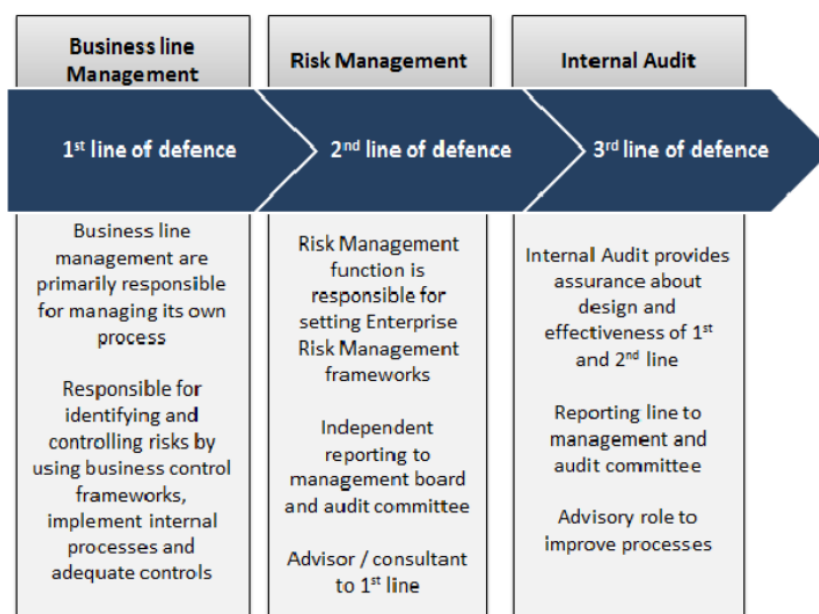 Business line
Management
Risk Management
Internal Audit
1st line of defence
2nd line of defence
3rd line of defence
Business line
management are
primarily responsible
for managing its own
process
Responsible for
identifying and
controlling risks by
using business control
frameworks,
implement internal
processes and
adequate controls
Risk Management
function is
responsible for
setting Enterprise
Risk Management
frameworks
Independent
reporting to
management board
and audit committee
Advisor / consultant
to 1st line
Internal Audit provides
assurance about
design and
effectiveness of 1st
and 2nd line
Reporting line to
management and
audit committee
Advisory role to
improve processes